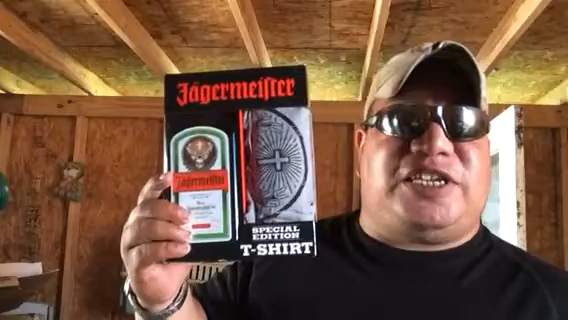 Jägermeister
Jägermeister
SPECIAL
EDITION
T-SHIRT